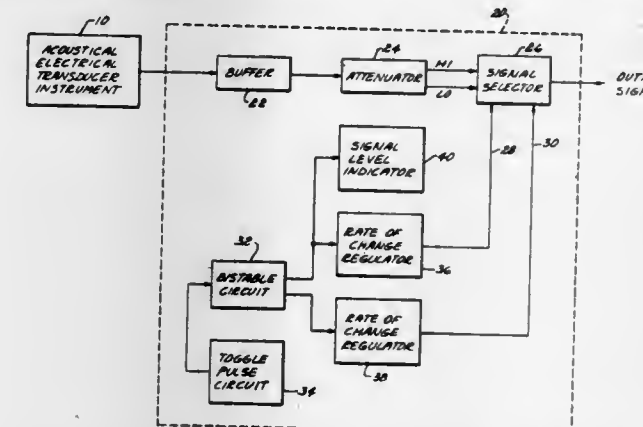 10
ACOUSTICAL
ELECTRICAL
TRANSDUCER
INSTRUMENT
BUFFER
22
24
ATTENUATOR
HI
LO
20
26
SIGNAL
SELECTOR
28
30
SIGNAL
LEVEL
INDICATOR
40
RATE OF
CHANGE
REGULATOR
36
32
BISTABLE
CIRCUIT
RATE OF
CHANGE
REGULATOR
38
TOGGLE
PULSE
CIRCUIT
34